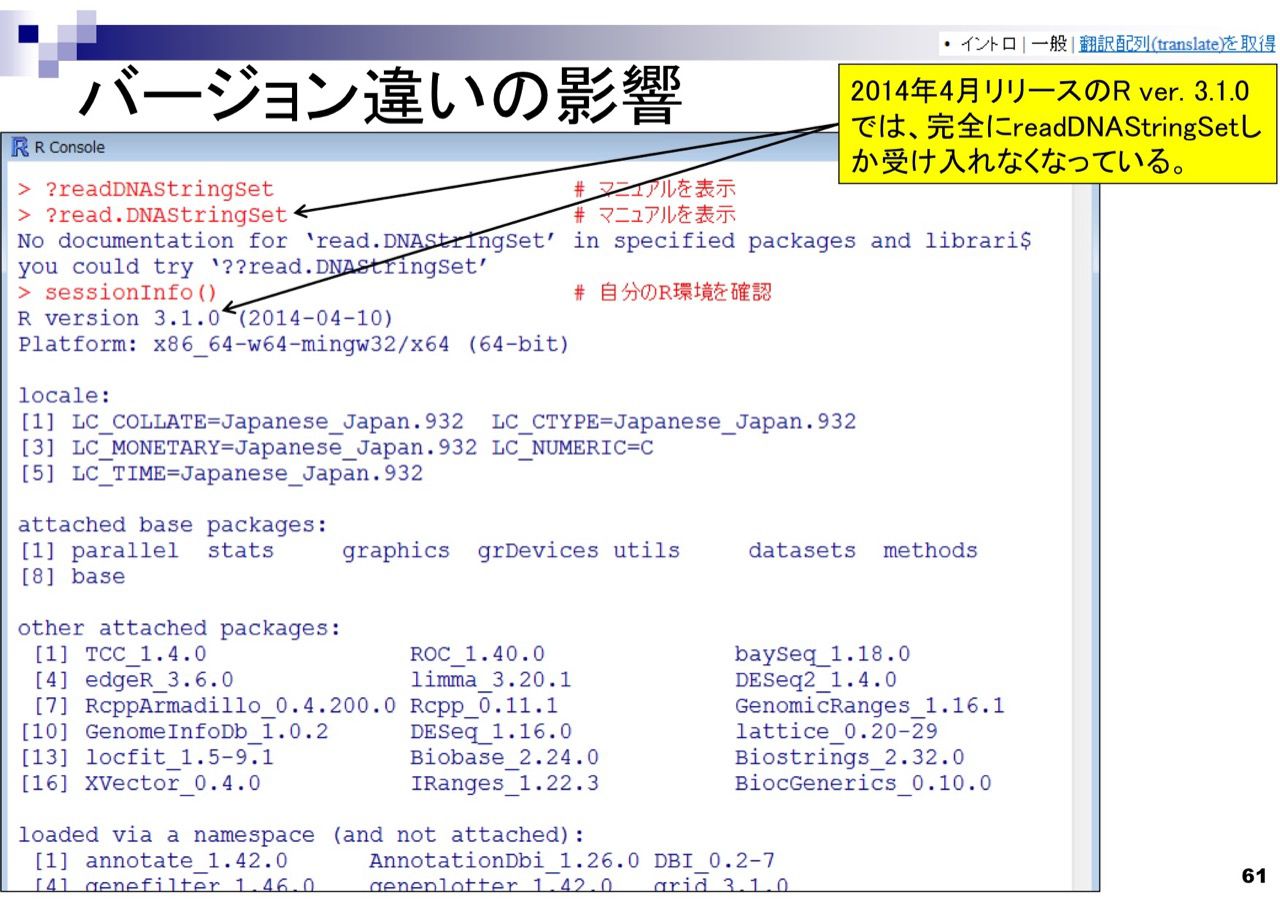 • イントロ | 一般 | 翻訳配列(translate)を取得
バージョン違いの影響
2014年4月リリースのR ver. 3.1.0
では、完全にreadDNAStringSetし
か受け入れなくなっている。
R Console
> ?readDNAStringSet # マニュアルを表示
> ?read.DNAStringSet # マニュアルを表示
No documentation for ‘read.DNAStringSet’ in specified packages and librari$
you could try ‘??read.DNAStringSet’
> sessionInfo() # 自分のR環境を確認
R version 3.1.0 (2014-04-10)
Platform: x86_64-w64-mingw32/x64 (64-bit)
locale:
[1] LC_COLLATE=Japanese_Japan.932 LC_CTYPE=Japanese_Japan.932
[3] LC_MONETARY=Japanese_Japan.932 LC_NUMERIC=C
[5] LC_TIME=Japanese_Japan.932
attached base packages:
[1] parallel stats graphics grDevices utils datasets methods
[8] base
other attached packages:
[1] TCC_1.4.0 ROC_1.40.0 baySeq_1.18.0
[4] edgeR_3.6.0 limma_3.20.1 DESeq2_1.4.0
[7] RcppArmadillo_0.4.200.0 Rcpp_0.11.1 GenomicRanges_1.16.1
[10] GenomeInfoDb_1.0.2 DESeq_1.16.0 lattice_0.20-29
[13] locfit_1.5-9.1 Biobase_2.24.0 Biostrings_2.32.0
[16] XVector_0.4.0 IRanges_1.22.3 BiocGenerics_0.10.0
loaded via a namespace (and not attached):
[1] annotate_1.42.0 AnnotationDbi_1.26.0 DBI_0.2-7
[4] genefilter_1.46.0 geneplotter_1.42.0 grid_3.1.0
61